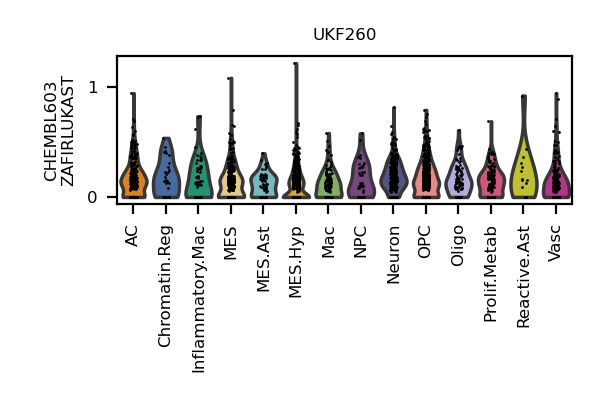 UKF260
CHEMBL603
ZAFIRLUKAST
1
0
AC
Chromatin.Reg
Inflammatory.Mac
MES
MES.Ast
MES.Hyp
Mac
NPC
Neuron
OPC
Oligo
Prolif.Metab
Reactive.Ast
Vasc